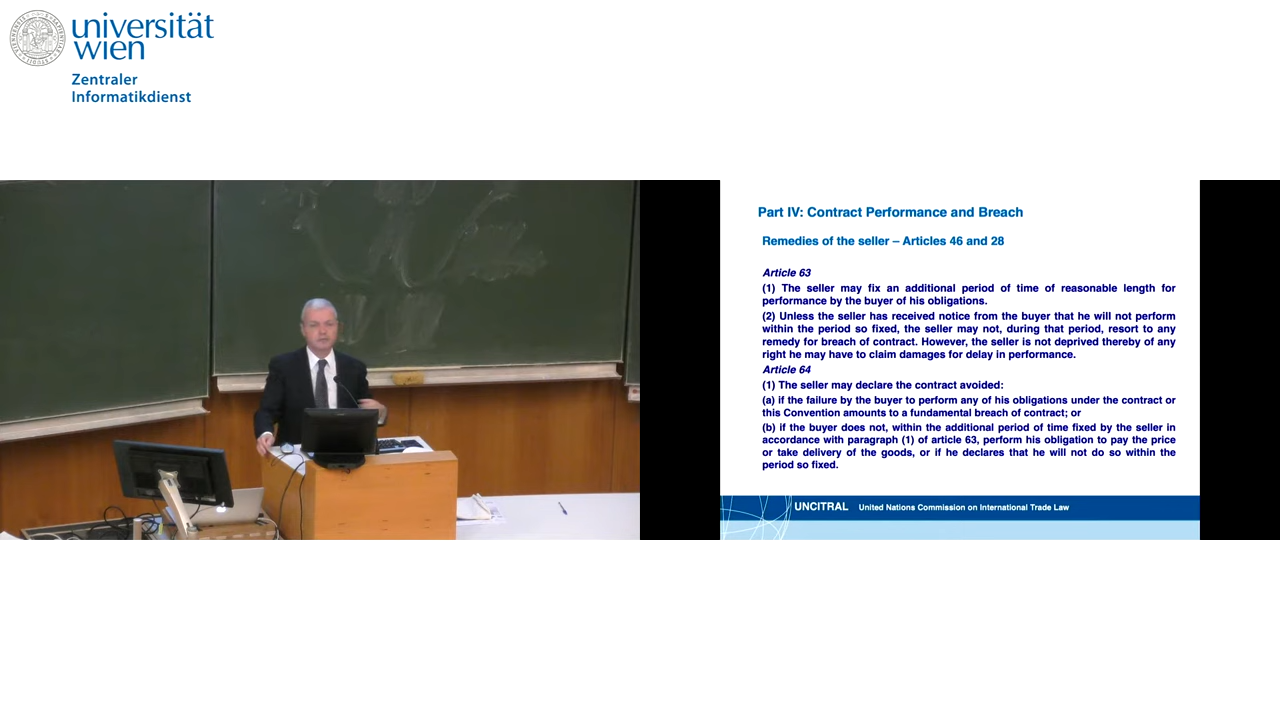 universität
wien
Zentraler
Informatikdienst
Part IV: Contract Performance and Breach
Remedies of the seller – Articles 46 and 28
Article 63
(1) The seller may fix an additional period of time of reasonable length for
performance by the buyer of his obligations.
(2) Unless the seller has received notice from the buyer that he will not perform
within the period so fixed, the seller may not, during that period, resort to any
remedy for breach of contract. However, the seller is not deprived thereby of any
right he may have to claim damages for delay in performance.
Article 64
(1) The seller may declare the contract avoided:
(a) if the failure by the buyer to perform any of his obligations under the contract or
this Convention amounts to a fundamental breach of contract; or
(b) if the buyer does not, within the additional period of time fixed by the seller in
accordance with paragraph (1) of article 63, perform his obligation to pay the price
or take delivery of the goods, or if he declares that he will not do so within the
period so fixed.
UNCITRAL United Nations Commission on International Trade Law